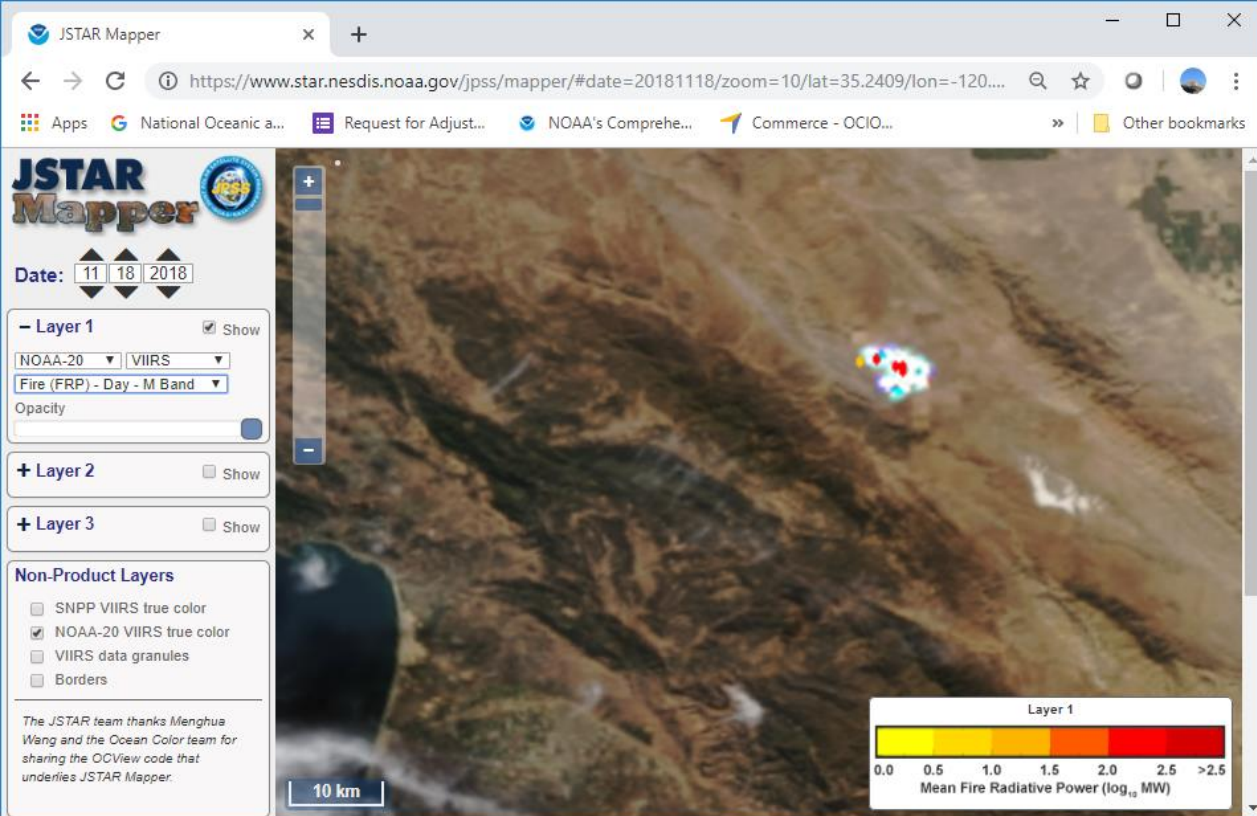 JSTAR Mapper
https://www.star.nesdis.noaa.gov/jpss/mapper/#date=20181118/zoom=10/lat=35.2409/lon=-120....
Apps
National Oceanic a...
Request for Adjust...
NOAA's Comprehe...
Commerce - OCIO...
»
Other bookmarks
JSTAR
Mapper
JPSS
Date: 11 18 2018
− Layer 1
Show
NOAA-20
VIIRS
Fire (FRP) - Day - M Band
Opacity
+ Layer 2
Show
+ Layer 3
Show
Non-Product Layers
SNPP VIIRS true color
NOAA-20 VIIRS true color
VIIRS data granules
Borders
The JSTAR team thanks Menghua
Wang and the Ocean Color team for
sharing the OCView code that
underlies JSTAR Mapper.
+
−
10 km
Layer 1
0.0 0.5 1.0 1.5 2.0 2.5 >2.5
Mean Fire Radiative Power (log₁₀ MW)